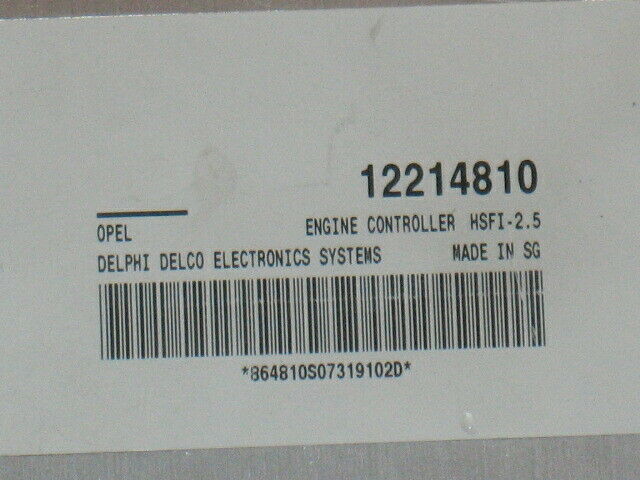 12214810
OPEL ENGINE CONTROLLER HSFI-2.5
DELPHI DELCO ELECTRONICS SYSTEMS MADE IN SG
*864810S07319102D*